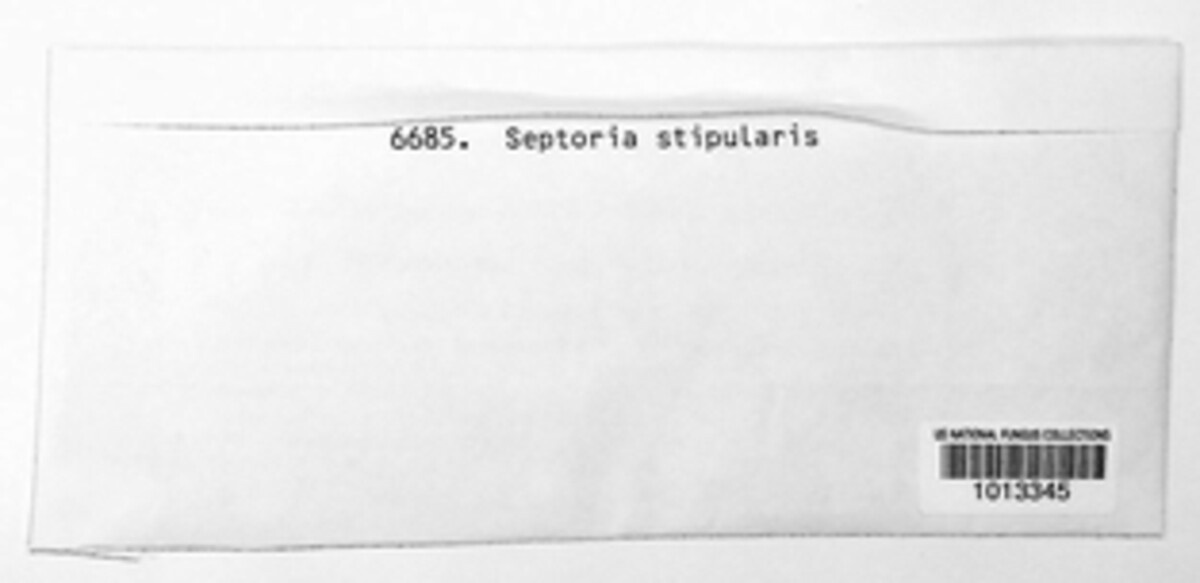 6685. Septoria stipularis
US NATIONAL FUNGUS COLLECTIONS
1013345